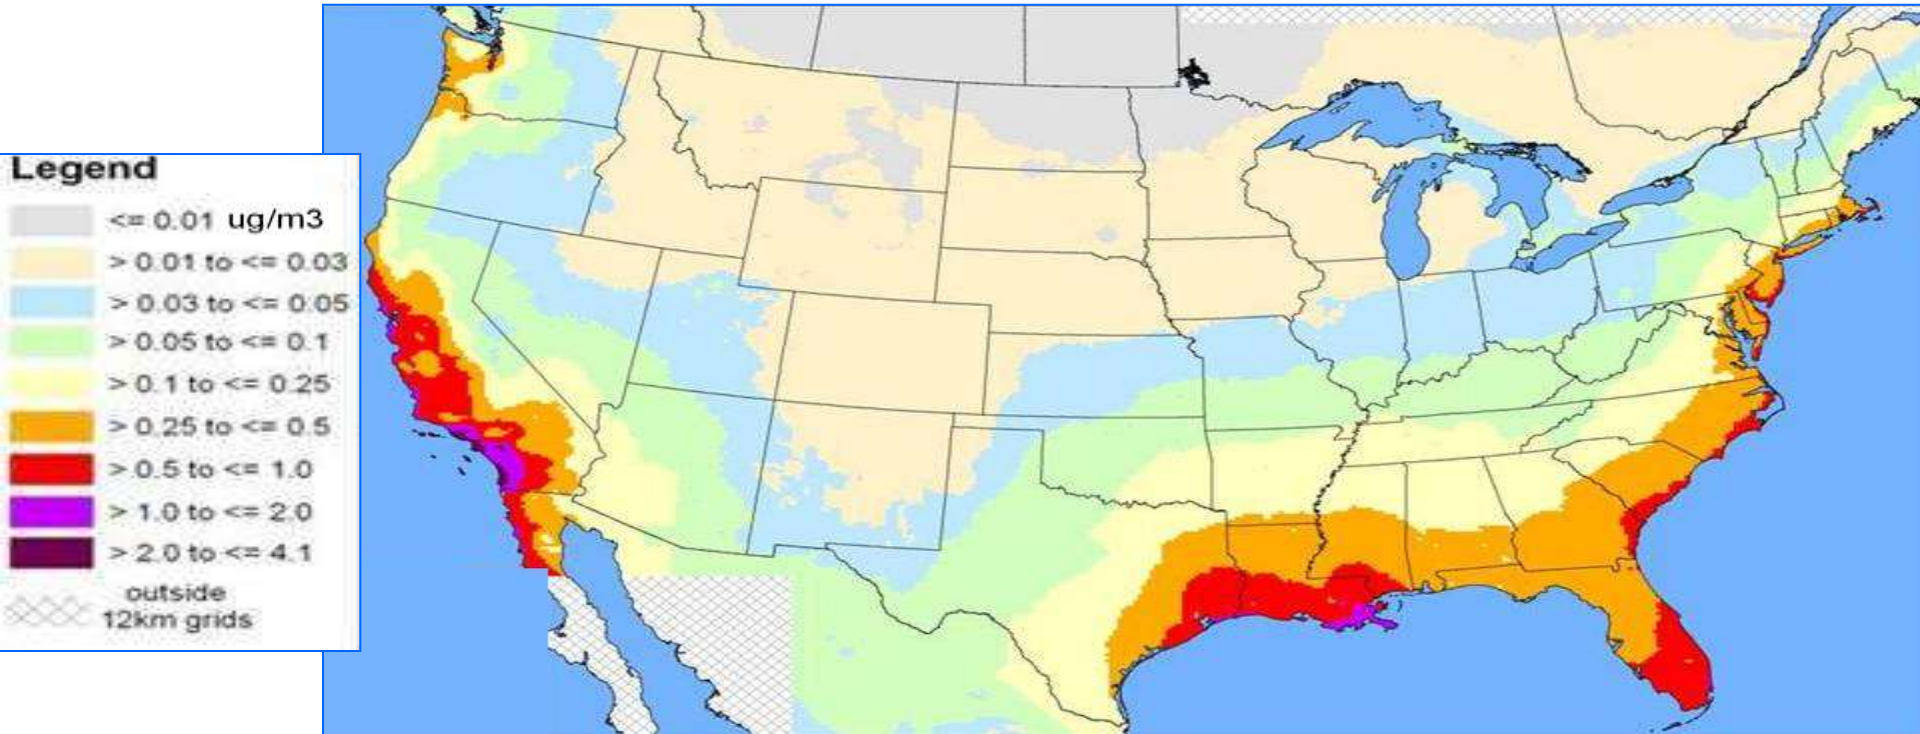 Legend
<= 0.01 ug/m3
> 0.01 to <= 0.03
> 0.03 to <= 0.05
> 0.05 to <= 0.1
> 0.1 to <= 0.25
> 0.25 to <= 0.5
> 0.5 to <= 1.0
> 1.0 to <= 2.0
> 2.0 to <= 4.1
outside
12km grids